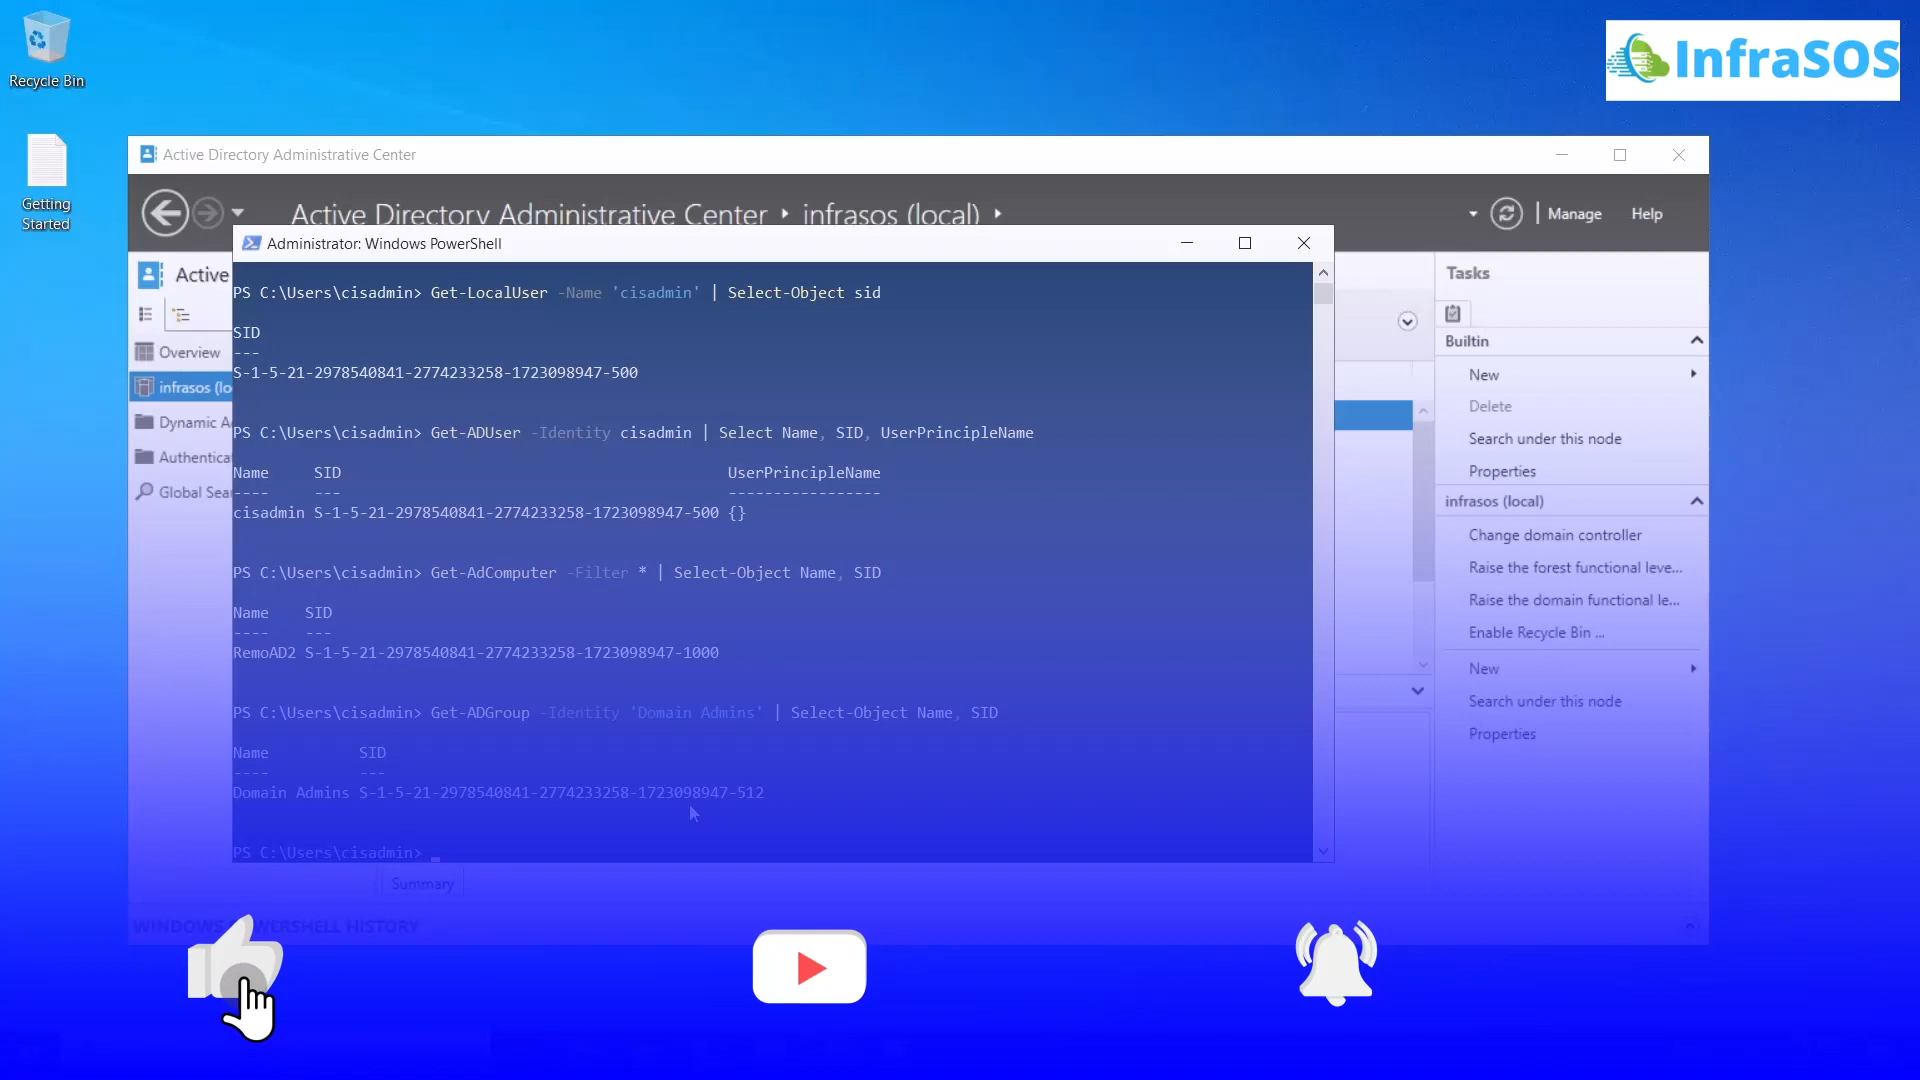 Recycle Bin
InfraSOS
Getting
Started
Active Directory Administrative Center
Active Directory Administrative Center infrasos (local)
Manage
Help
Administrator: Windows PowerShell
Active
Overview
infrasos (lo
Dynamic A
Authentica
Global Sea
PS C:\Users\cisadmin> Get-LocalUser -Name 'cisadmin' | Select-Object sid
SID
---
S-1-5-21-2978540841-2774233258-1723098947-500
PS C:\Users\cisadmin> Get-ADUser -Identity cisadmin | Select Name, SID, UserPrincipleName
Name SID UserPrincipleName
---- --- -----------------
cisadmin S-1-5-21-2978540841-2774233258-1723098947-500 {}
PS C:\Users\cisadmin> Get-AdComputer -Filter * | Select-Object Name, SID
Name SID
---- ---
RemoAD2 S-1-5-21-2978540841-2774233258-1723098947-1000
PS C:\Users\cisadmin> Get-ADGroup -Identity 'Domain Admins' | Select-Object Name, SID
Name SID
---- ---
Domain Admins S-1-5-21-2978540841-2774233258-1723098947-512
PS C:\Users\cisadmin> _
Tasks
Builtin
New
Delete
Search under this node
Properties
infrasos (local)
Change domain controller
Raise the forest functional leve...
Raise the domain functional le...
Enable Recycle Bin ...
New
Search under this node
Properties
Summary
WINDOWS POWERSHELL HISTORY